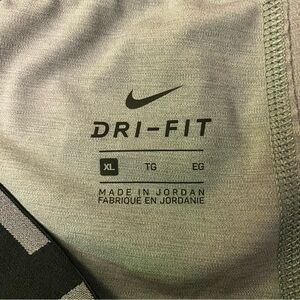 DRI-FIT
XL TG EG
MADE IN JORDAN
FABRIQUÉ EN JORDANIE